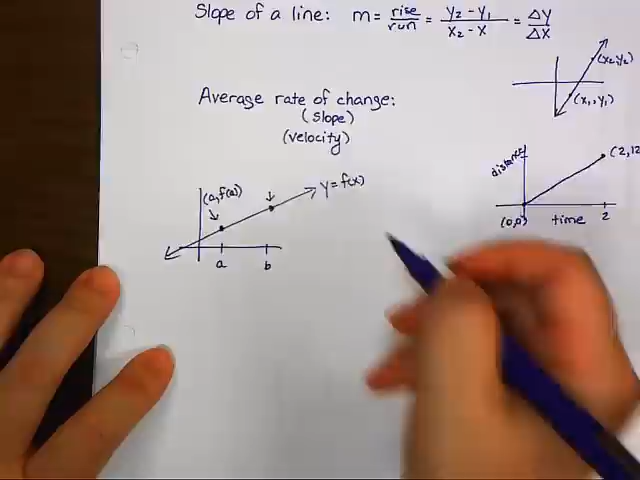 Slope of a line: m = rise/run = y₂ - y₁/x₂ - x = Δy/Δx
(x₂, y₂)
(x₁, y₁)
Average rate of change:
(slope)
(velocity)
distance
(2, 12
(0,0)
time
2
(a, f(a))
y = f(x)
a
b